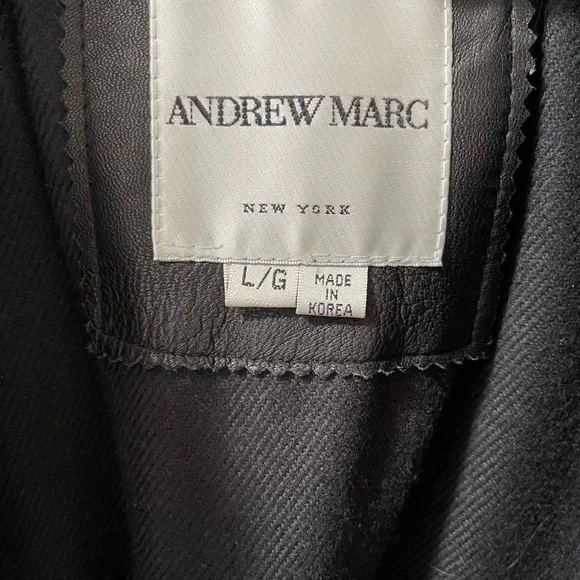 ANDREW MARC
NEW YORK
L/G
MADE
IN
KOREA